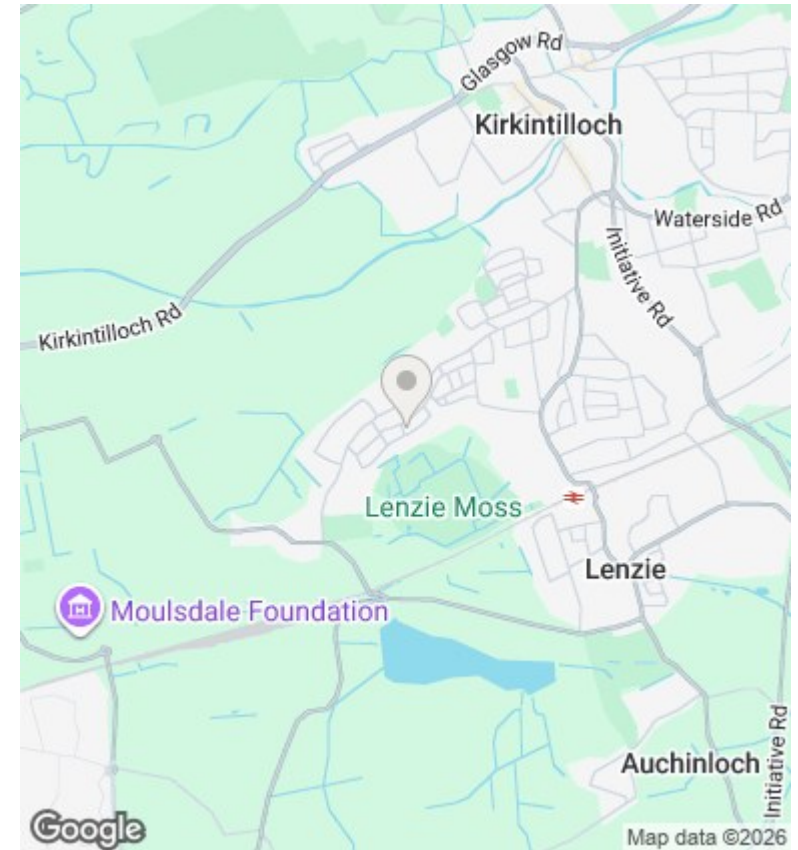 Glasgow Rd
Kirkintilloch
Waterside Rd
Initiative Rd
Kirkintilloch Rd
Lenzie Moss
Lenzie
Moulsdale Foundation
Auchinloch
Initiative Rd
Google
Map data ©2026